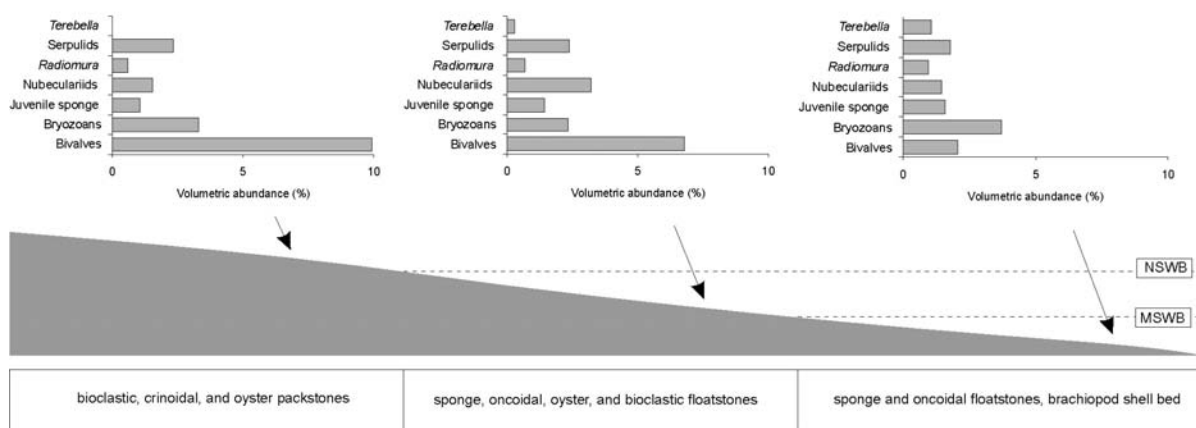 Terebella
Serpulids
Radiomura
Nubeculariids
Juvenile sponge
Bryozoans
Bivalves
0 5 10
Volumetric abundance (%)
Terebella
Serpulids
Radiomura
Nubeculariids
Juvenile sponge
Bryozoans
Bivalves
0 5 10
Volumetric abundance (%)
Terebella
Serpulids
Radiomura
Nubeculariids
Juvenile sponge
Bryozoans
Bivalves
0 5 10
Volumetric abundance (%)
NSWB
MSWB
bioclastic, crinoidal, and oyster packstones
sponge, oncoidal, oyster, and bioclastic floatstones
sponge and oncoidal floatstones, brachiopod shell bed